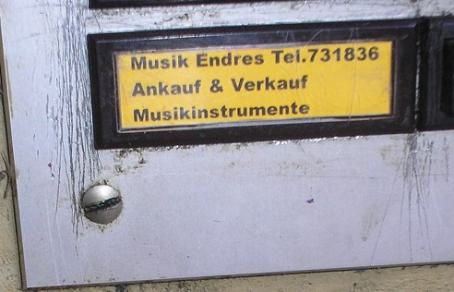 Musik Endres Tel.731836
Ankauf & Verkauf
Musikinstrumente